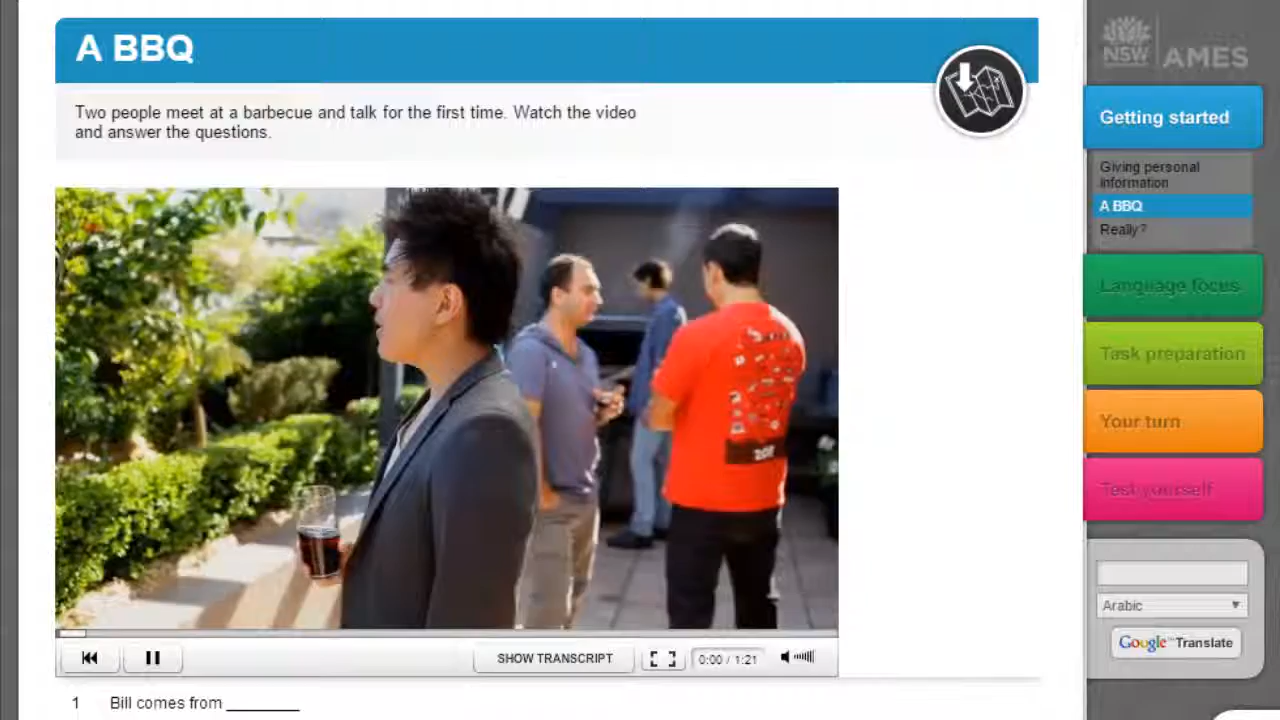 A BBQ
Two people meet at a barbecue and talk for the first time. Watch the video
and answer the questions.
SHOW TRANSCRIPT
0:00 / 1:21
1 Bill comes from ________
NSW AMES
Getting started
Giving personal
information
A BBQ
Really?
Language focus
Task preparation
Your turn
Test yourself
Arabic
Google Translate